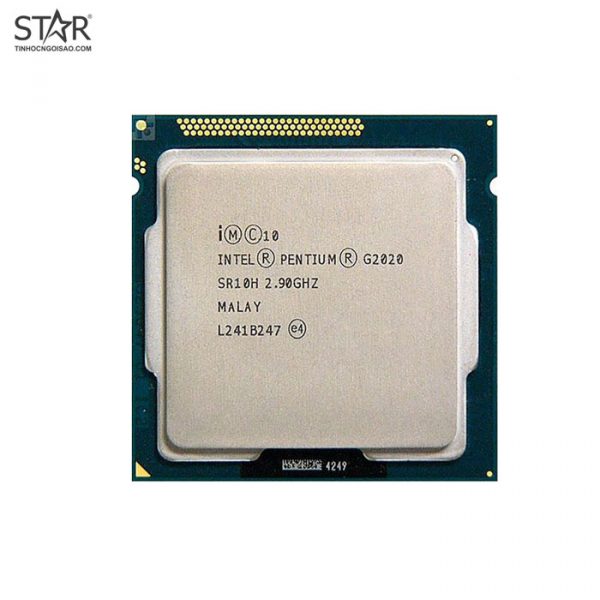 STAR
TINHOCNGOISAO.COM
i Ⓜ Ⓒ 10
INTEL® PENTIUM® G2020
SR10H 2.90GHZ
MALAY
L241B247 e4
4249